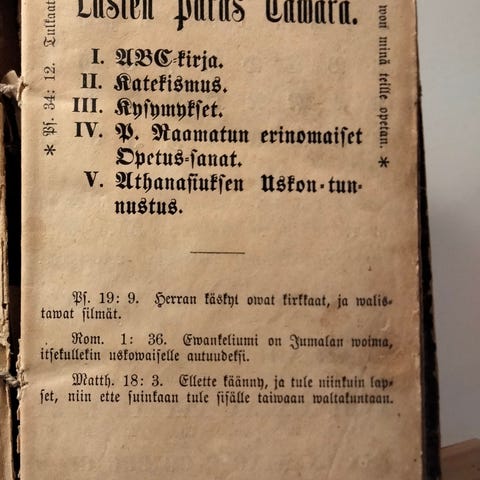 Lasten paras Tawara.
I. ABC-kirja.
II. Katekismus.
III. Kysymykset.
IV. P. Raamatun erinomaiset
Opetus-sanat.
V. Athanasiuksen Uskon-tun-
nustus.
* Ps. 34: 12. Tulkaat
won minä teille opetan. *
Ps. 19: 9. Herran käskyt owat kirkkaat, ja walis-
tawat silmät.
Rom. 1: 36. Ewankeliumi on Jumalan woima,
itsekullekin uskowaiselle autuudeksi.
Matth. 18: 3. Ellette käänny, ja tule niinkuin lap-
set, niin ette suinkaan tule sisälle taiwaan waltakuntaan.